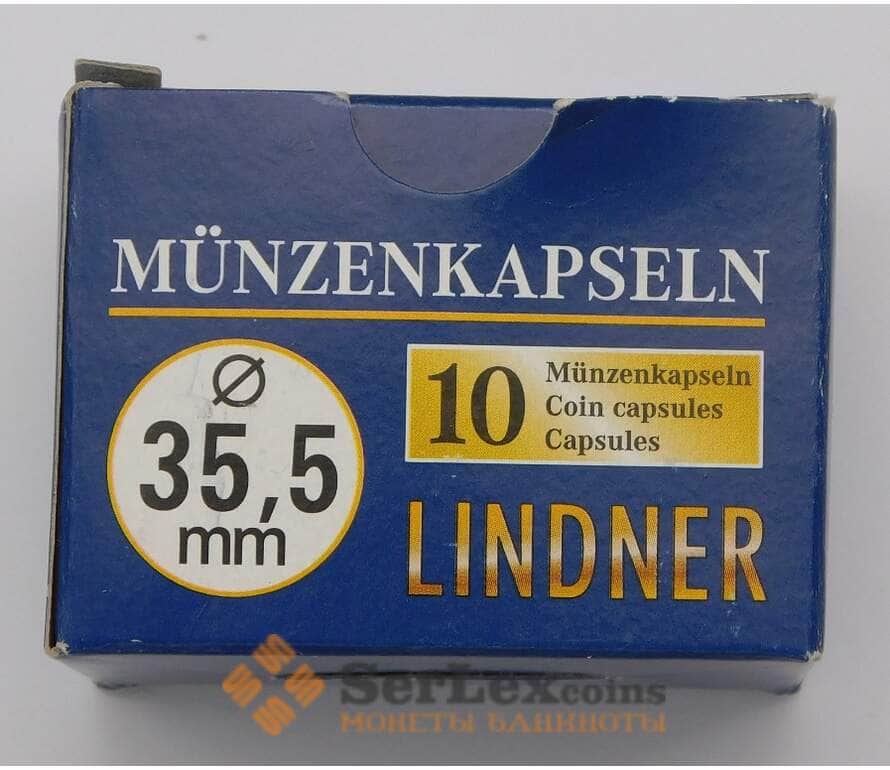 MÜNZENKAPSELN
Ø
35,5
mm
10
Münzenkapseln
Coin capsules
Capsules
LINDNER
SerLexcoins
МОНЕТЫ БАНКНОТЫ